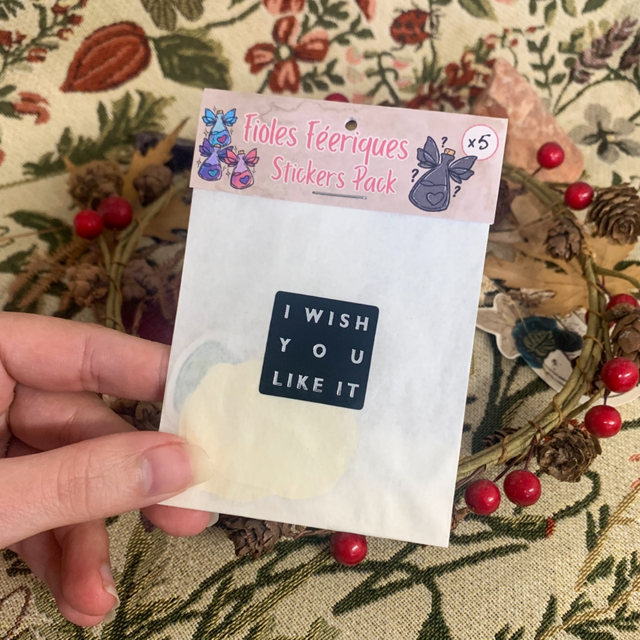 Fioles Féeriques
Stickers Pack
x5
? ? ? ?
I WISH
Y O U
LIKE IT